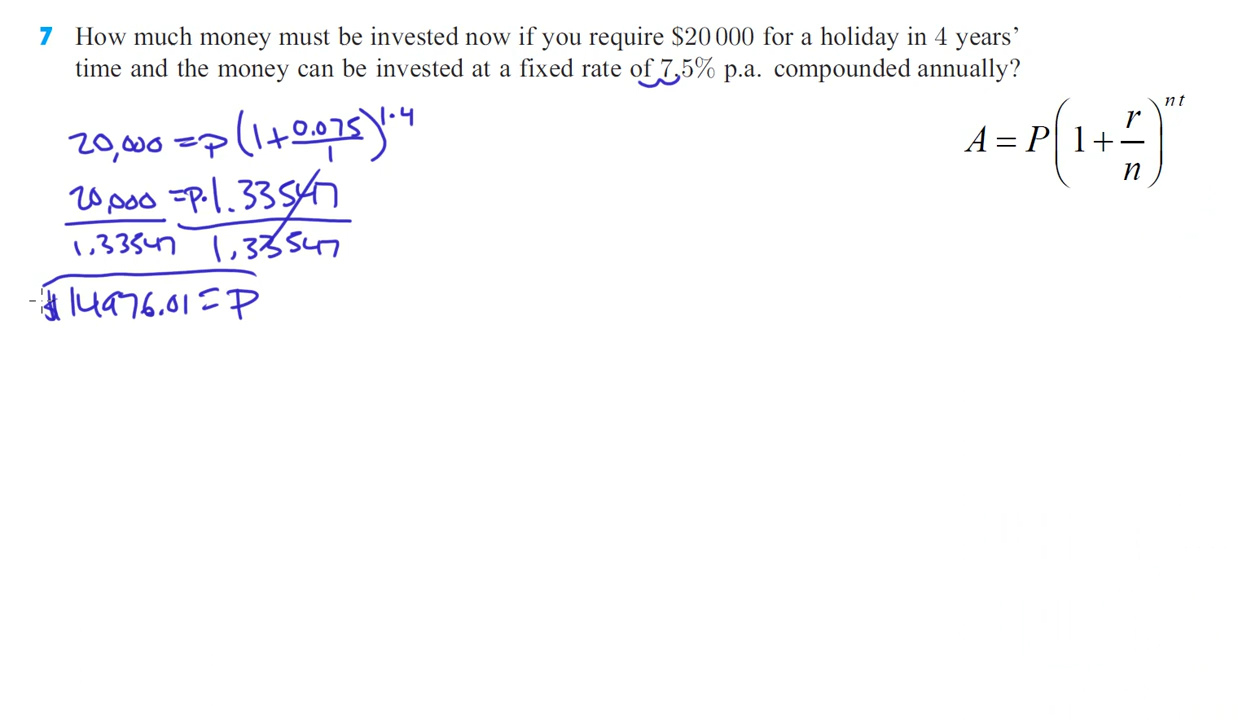 7 How much money must be invested now if you require $20 000 for a holiday in 4 years’
time and the money can be invested at a fixed rate of 7.5% p.a. compounded annually?
A = P(1 + r/n)^nt
20,000 = P(1+0.075/1)^1·4
20,000 = P·1.33547
1.33547 1.33547
$14976.01 = P